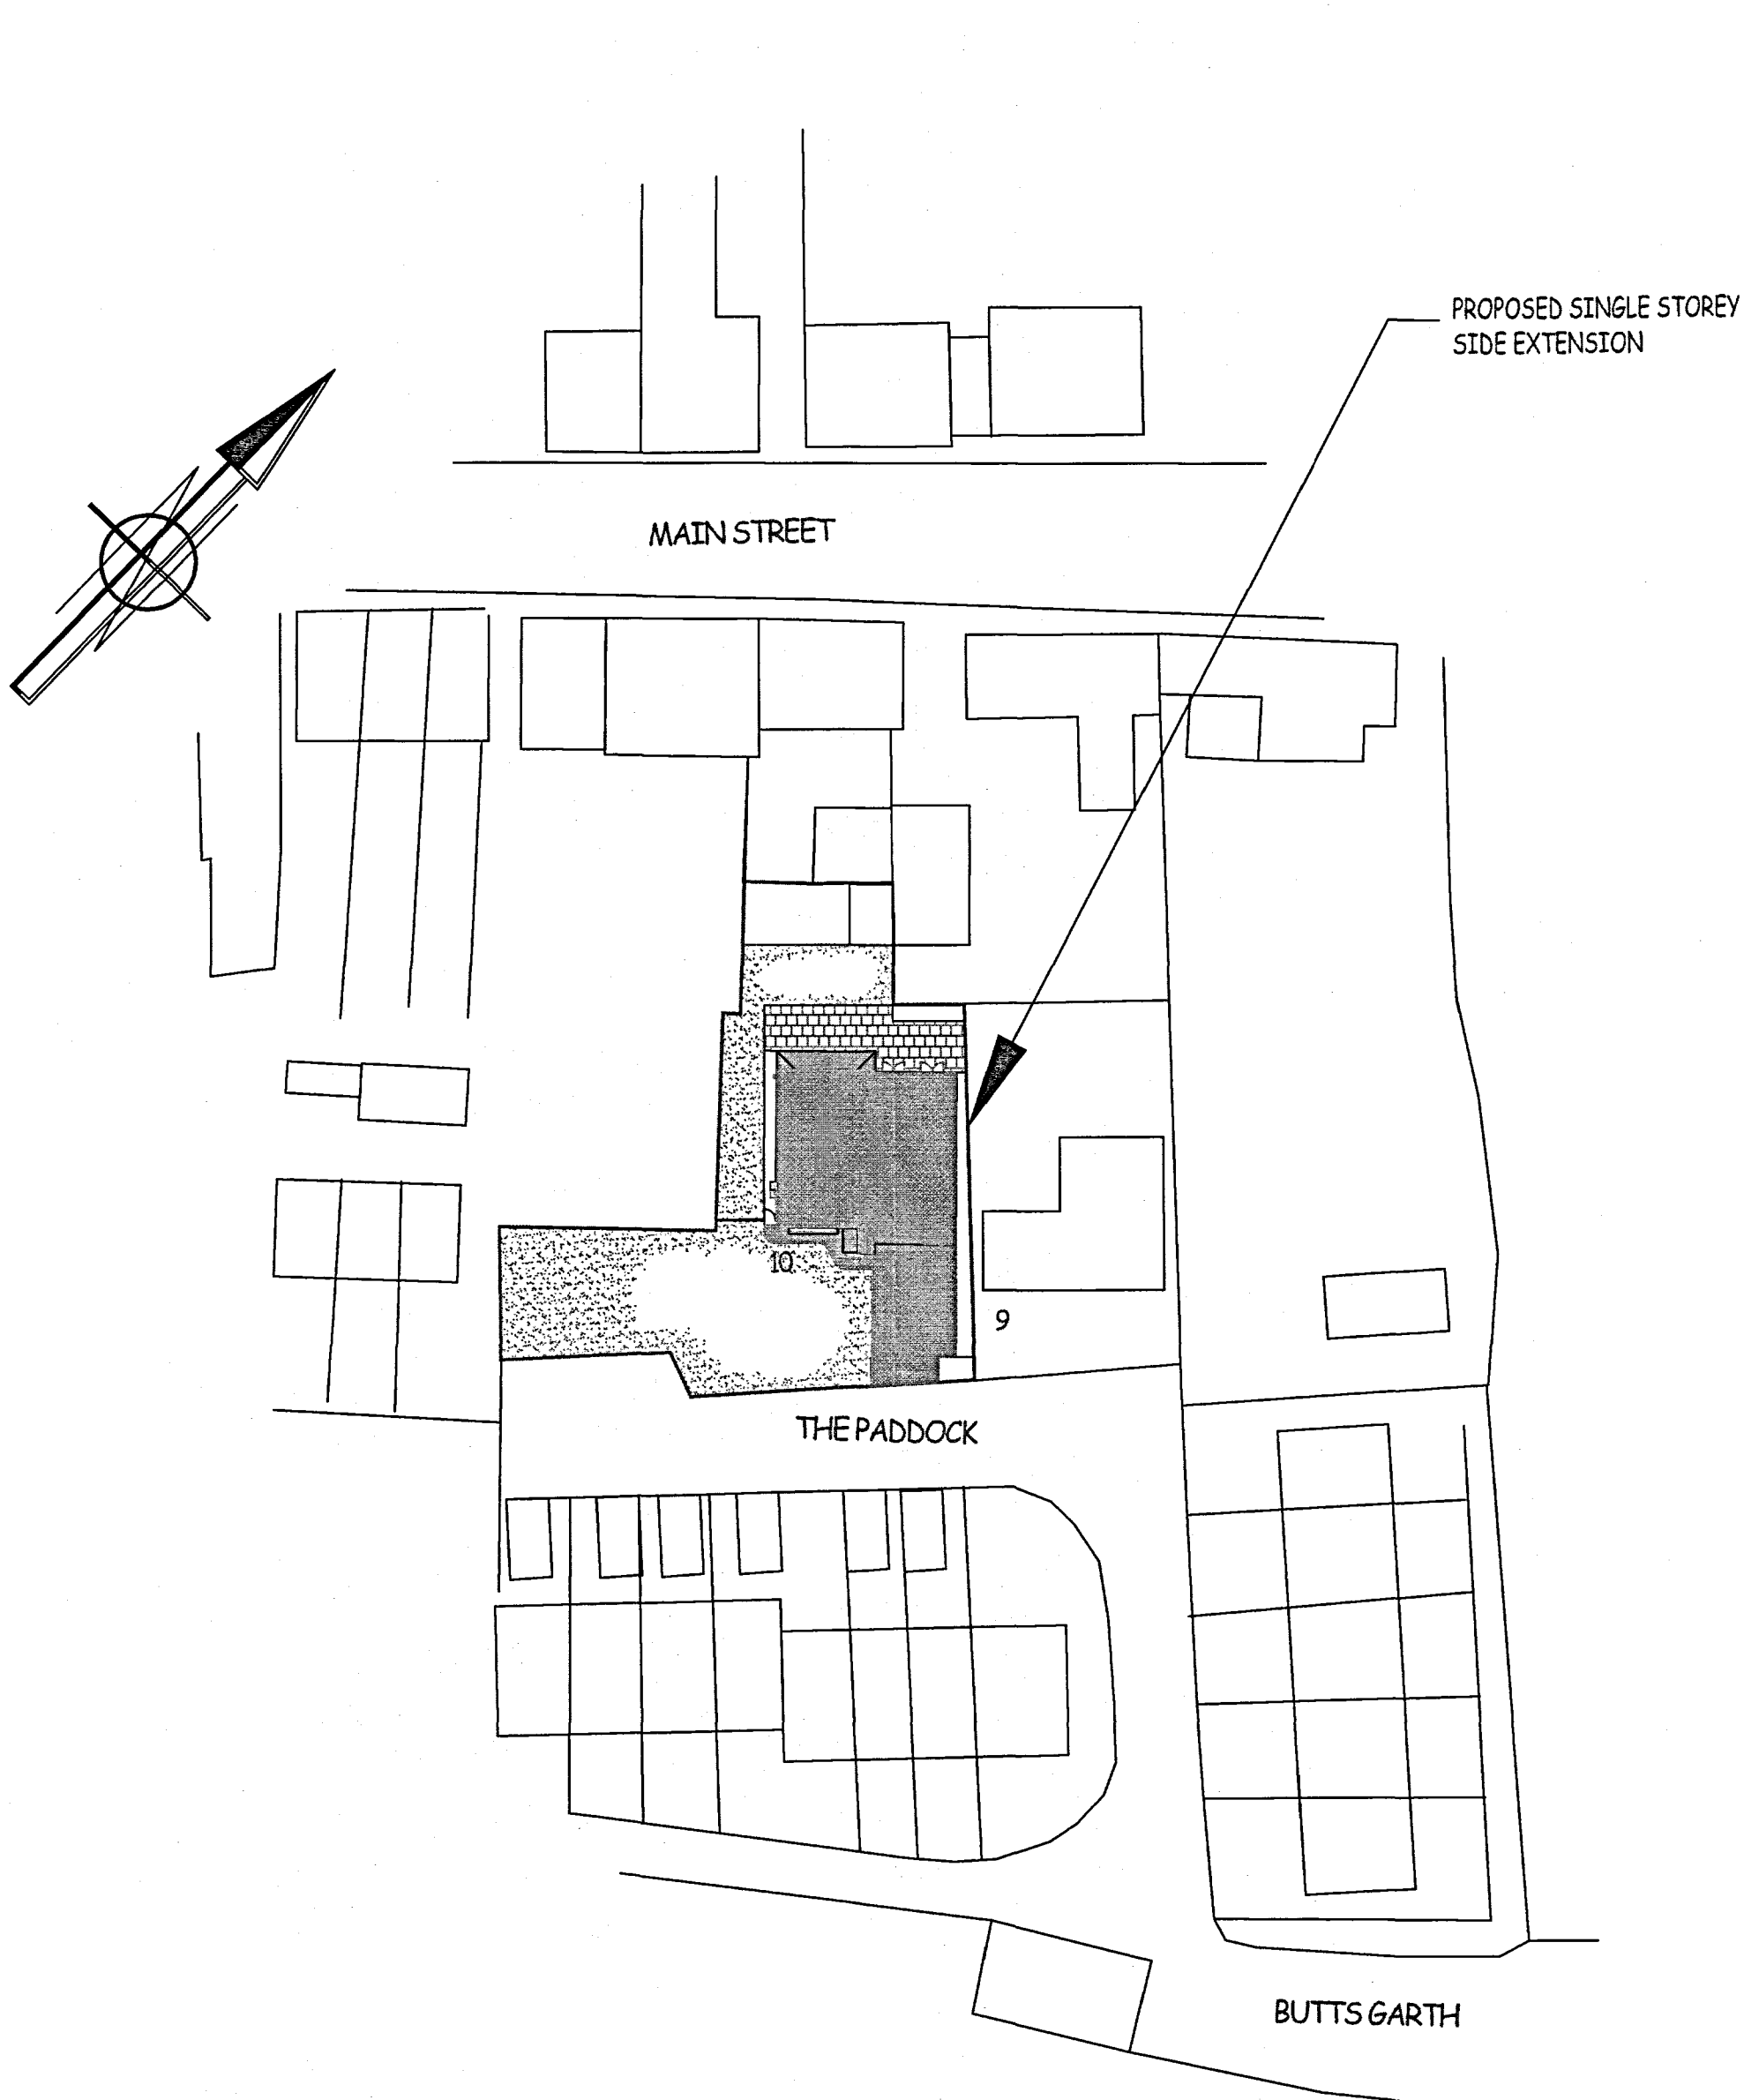 PROPOSED SINGLE STOREY
SIDE EXTENSION
MAIN STREET
10
9
THE PADDOCK
BUTTS GARTH